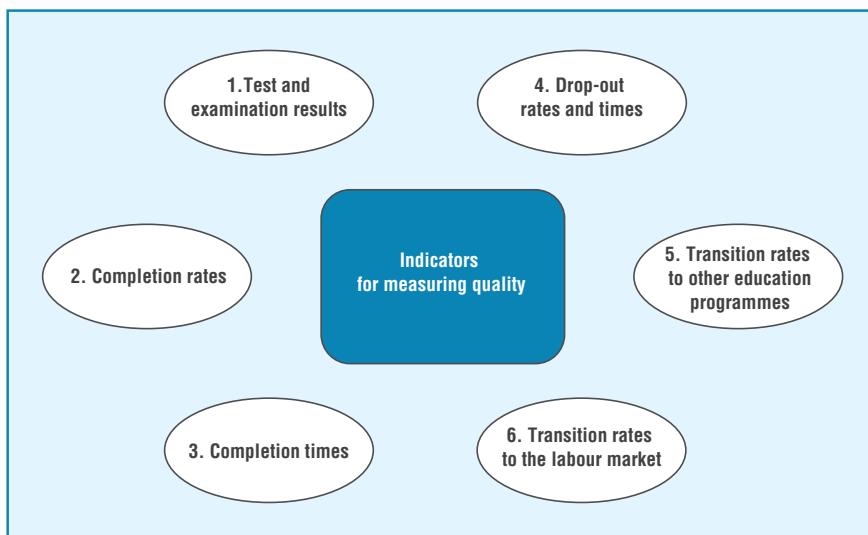 1.Test and
examination results
4. Drop-out
rates and times
Indicators
for measuring quality
2. Completion rates
5. Transition rates
to other education
programmes
3. Completion times
6. Transition rates
to the labour market